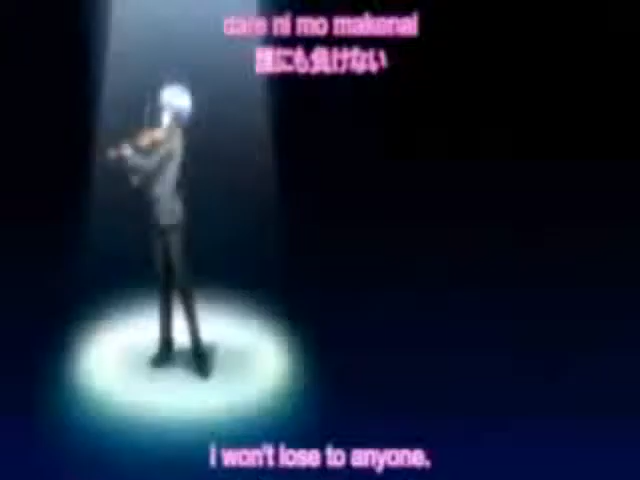 dare ni mo makenai
誰にも負けない
i won't lose to anyone.